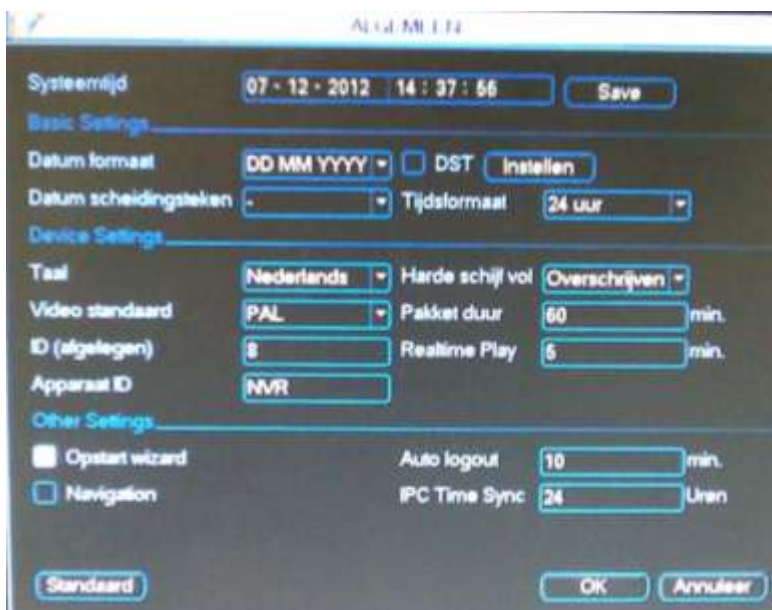 ALGEMEEN
Systeemtijd 07 - 12 - 2012 14 : 37 : 56 Save
Basic Settings
Datum formaat DD MM YYYY DST Instellen
Datum scheidingsteken - Tijdsformaat 24 uur
Device Settings
Taal Nederlands Harde schijf vol Overschrijven
Video standaard PAL Pakket duur 60 min.
ID (afgelegen) 8 Realtime Play 5 min.
Apparaat ID NVR
Other Settings
Opstart wizard Auto logout 10 min.
Navigation IPC Time Sync 24 Uren
Standaard OK Annuleer